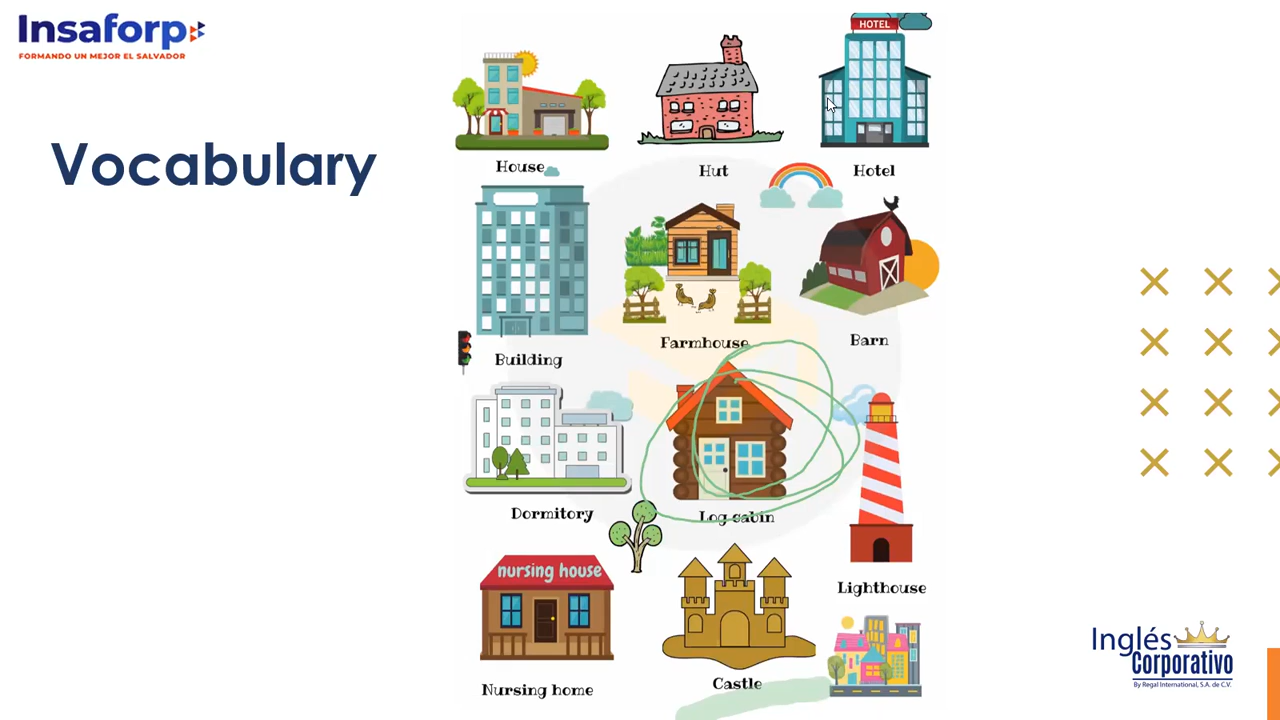 Insaforp
FORMANDO UN MEJOR EL SALVADOR
Vocabulary
HOTEL
House
Hut
Hotel
Building
Farmhouse
Barn
Dormitory
Log cabin
Lighthouse
nursing house
Nursing home
Castle
Inglés
Corporativo
By Regal International, S.A. de C.V.